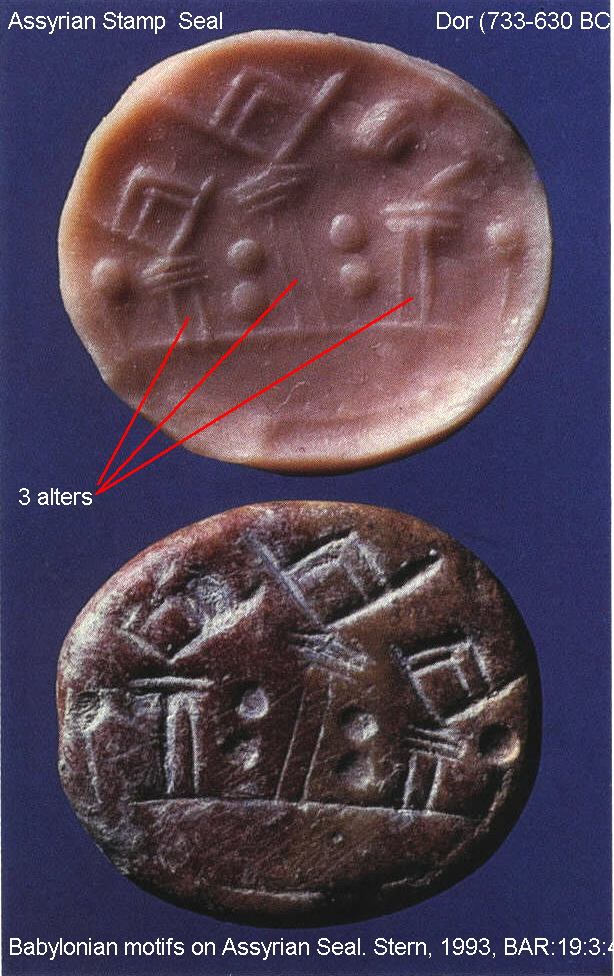 Assyrian Stamp Seal
Dor (733-630 BC
3 alters
Babylonian motifs on Assyrian Seal. Stern, 1993, BAR:19:3:4